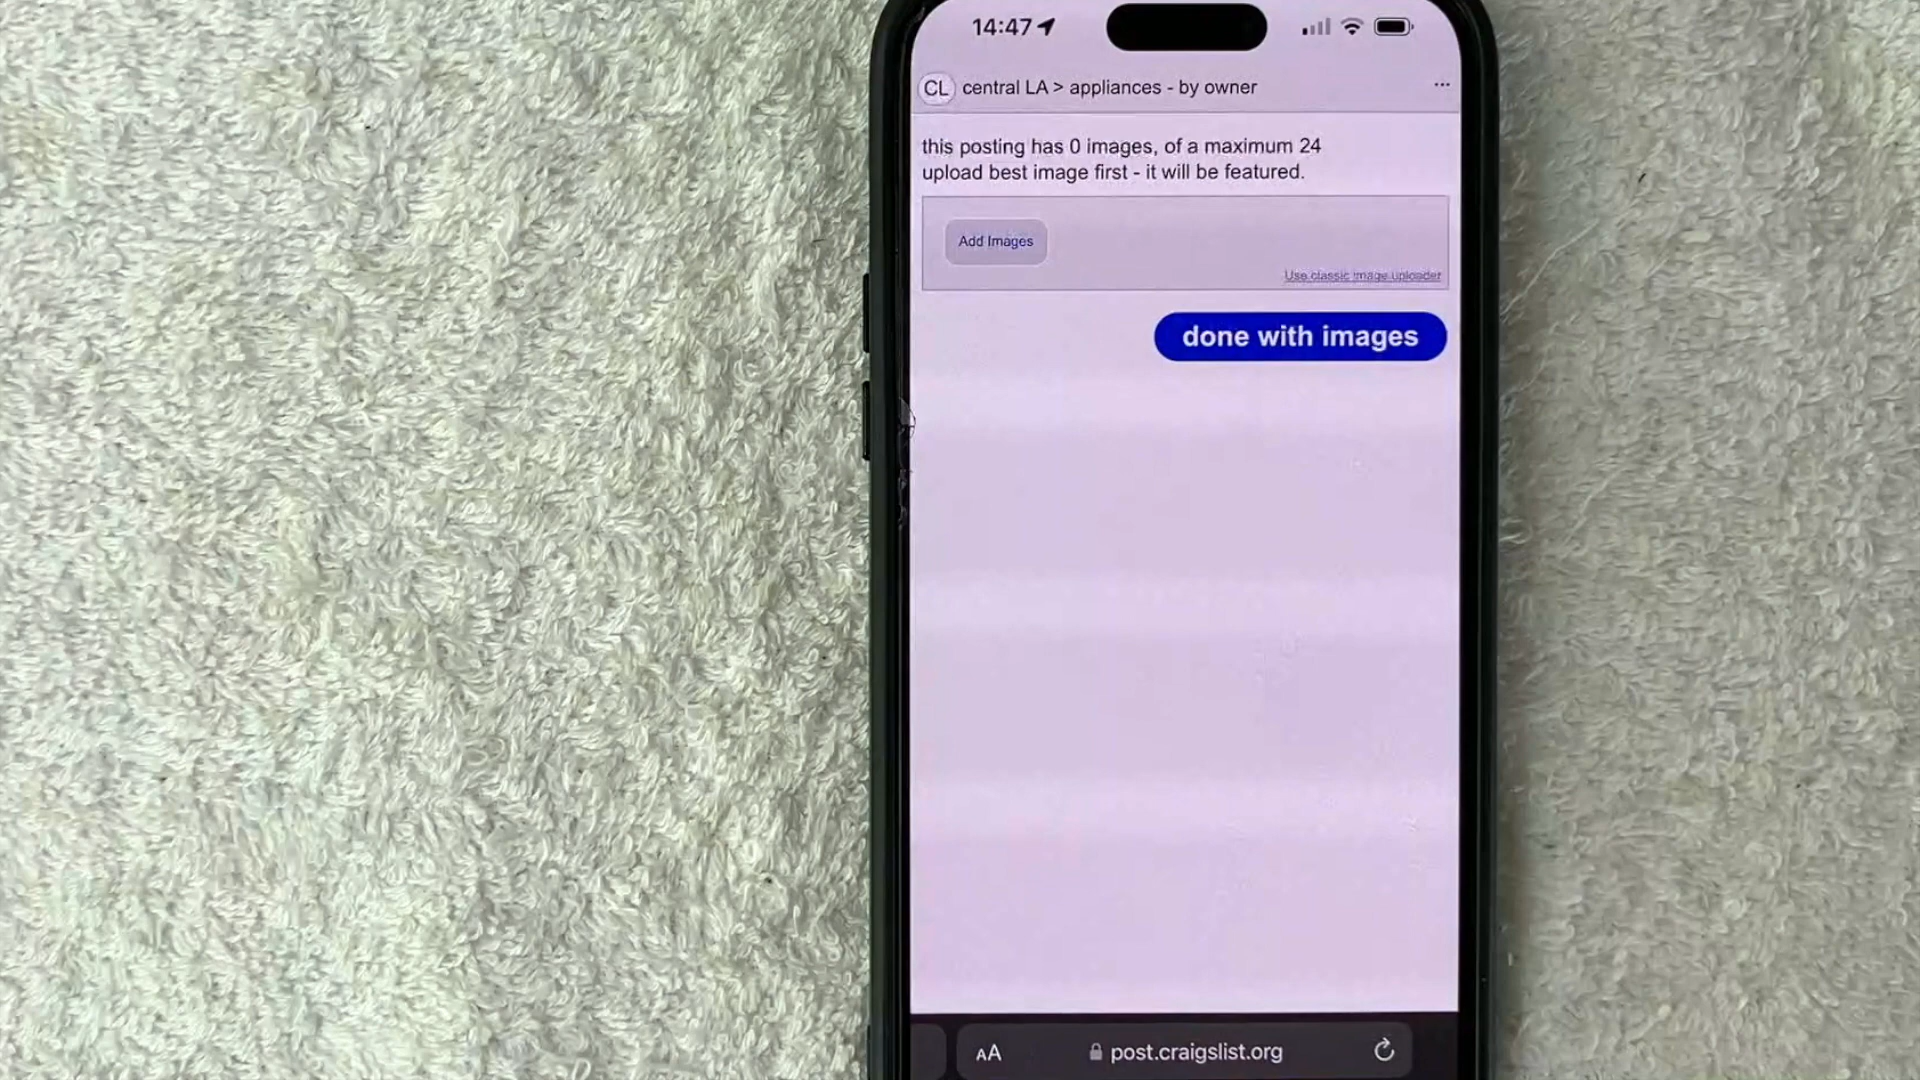 14:47
CL central LA > appliances - by owner ...
this posting has 0 images, of a maximum 24
upload best image first - it will be featured.
Add Images
Use classic image uploader
done with images
AA post.craigslist.org